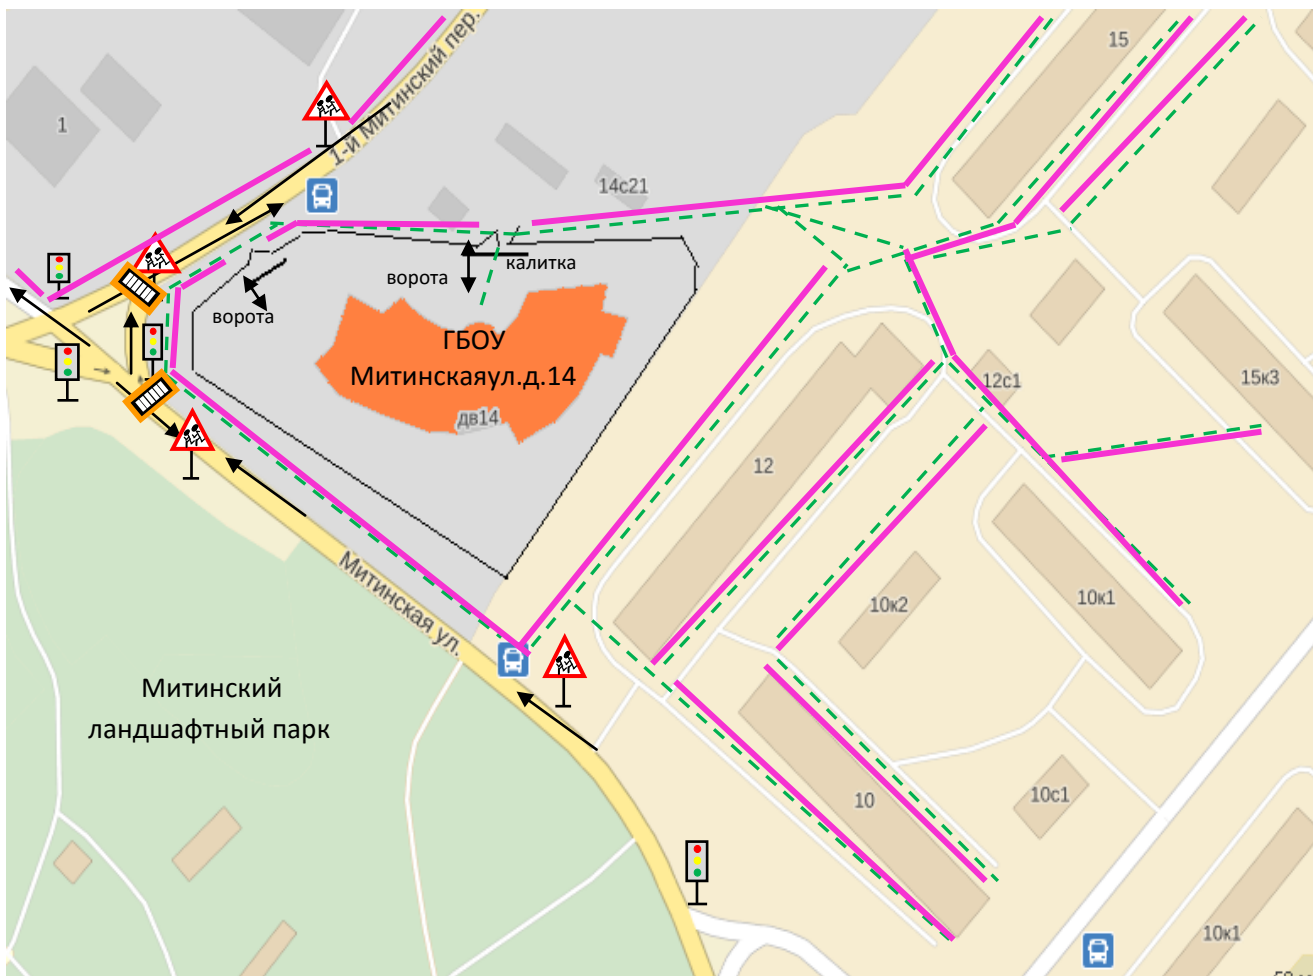 15
1-й Митинский пер.
1
14с21
калитка
ворота
ворота
ГБОУ
Митинскаяул.д.14
дв14
12с1
15к3
12
Митинская ул.
10к2
10к1
Митинский
ландшафтный парк
10
10с1
10к1